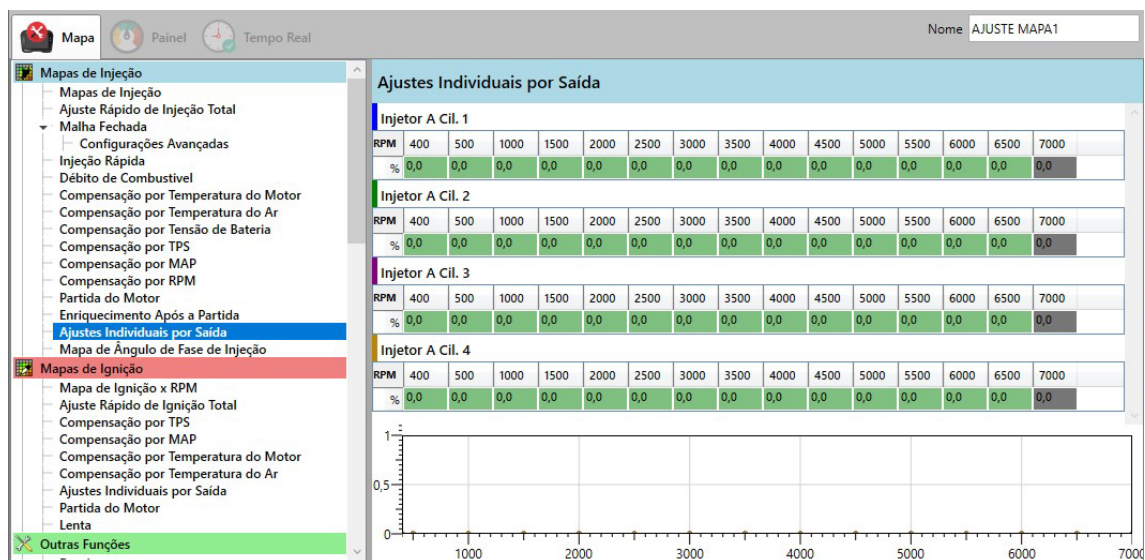 Mapa Painel Tempo Real Nome AJUSTE MAPA1
Mapas de Injeção
Mapas de Injeção
Ajuste Rápido de Injeção Total
Malha Fechada
Configurações Avançadas
Injeção Rápida
Débito de Combustivel
Compensação por Temperatura do Motor
Compensação por Temperatura do Ar
Compensação por Tensão de Bateria
Compensação por TPS
Compensação por MAP
Compensação por RPM
Partida do Motor
Enriquecimento Após a Partida
Ajustes Individuais por Saída
Mapa de Ângulo de Fase de Injeção
Mapas de Ignição
Mapa de Ignição x RPM
Ajuste Rápido de Ignição Total
Compensação por TPS
Compensação por MAP
Compensação por Temperatura do Motor
Compensação por Temperatura do Ar
Ajustes Individuais por Saída
Partida do Motor
Lenta
Outras Funções
Ajustes Individuais por Saída
Injetor A Cil. 1
RPM 400 500 1000 1500 2000 2500 3000 3500 4000 4500 5000 5500 6000 6500 7000
% 0,0 0,0 0,0 0,0 0,0 0,0 0,0 0,0 0,0 0,0 0,0 0,0 0,0 0,0 0,0
Injetor A Cil. 2
RPM 400 500 1000 1500 2000 2500 3000 3500 4000 4500 5000 5500 6000 6500 7000
% 0,0 0,0 0,0 0,0 0,0 0,0 0,0 0,0 0,0 0,0 0,0 0,0 0,0 0,0 0,0
Injetor A Cil. 3
RPM 400 500 1000 1500 2000 2500 3000 3500 4000 4500 5000 5500 6000 6500 7000
% 0,0 0,0 0,0 0,0 0,0 0,0 0,0 0,0 0,0 0,0 0,0 0,0 0,0 0,0 0,0
Injetor A Cil. 4
RPM 400 500 1000 1500 2000 2500 3000 3500 4000 4500 5000 5500 6000 6500 7000
% 0,0 0,0 0,0 0,0 0,0 0,0 0,0 0,0 0,0 0,0 0,0 0,0 0,0 0,0 0,0
1
0,5
0
1000 2000 3000 4000 5000 6000